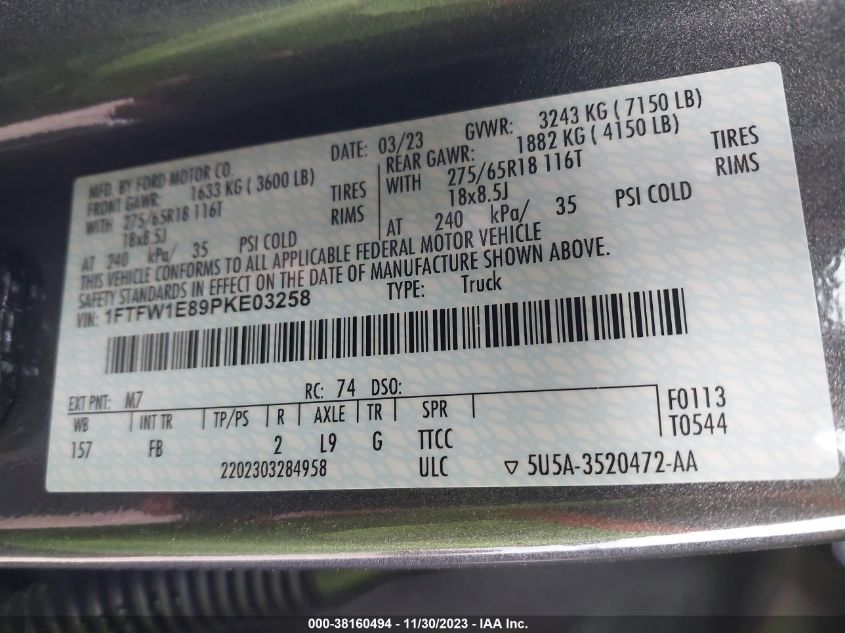 MFD. BY FORD MOTOR CO.
DATE: 03/23 GVWR: 3243 KG ( 7150 LB)
FRONT GAWR: 1633 KG ( 3600 LB)
REAR GAWR: 1882 KG ( 4150 LB)
WITH 275/65R18 116T TIRES
WITH 275/65R18 116T TIRES
18x8.5J RIMS
18x8.5J RIMS
AT 240 kPa/ 35 PSI COLD
AT 240 kPa/ 35 PSI COLD
THIS VEHICLE CONFORMS TO ALL APPLICABLE FEDERAL MOTOR VEHICLE
SAFETY STANDARDS IN EFFECT ON THE DATE OF MANUFACTURE SHOWN ABOVE.
VIN: 1FTFW1E89PKE03258 TYPE: Truck
EXT PNT: M7 RC: 74 DSO:
WB INT TR TP/PS R AXLE TR SPR F0113
157 FB 2 L9 G TTCC T0544
2202303284958 ULC ▽ 5U5A-3520472-AA
000-38160494 - 11/30/2023 - IAA Inc.